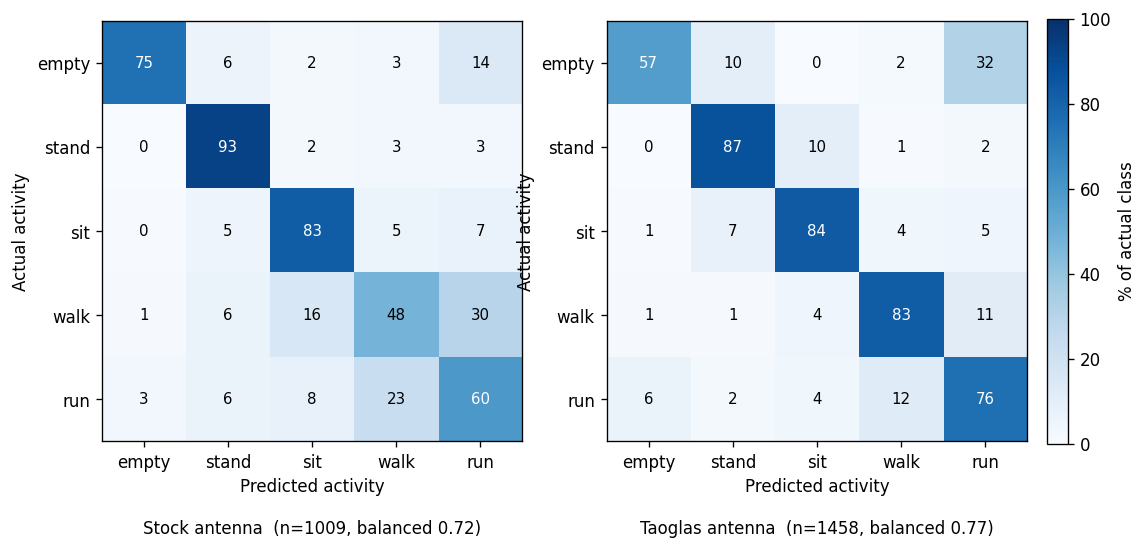 empty 75 6 2 3 14
stand 0 93 2 3 3
sit 0 5 83 5 7
walk 1 6 16 48 30
run 3 6 8 23 60
empty stand sit walk run
Predicted activity
Actual activity
Stock antenna (n=1009, balanced 0.72)
empty 57 10 0 2 32
stand 0 87 10 1 2
sit 1 7 84 4 5
walk 1 1 4 83 11
run 6 2 4 12 76
empty stand sit walk run
Predicted activity
Actual activity
Taoglas antenna (n=1458, balanced 0.77)
100
80
60
40
20
0
% of actual class